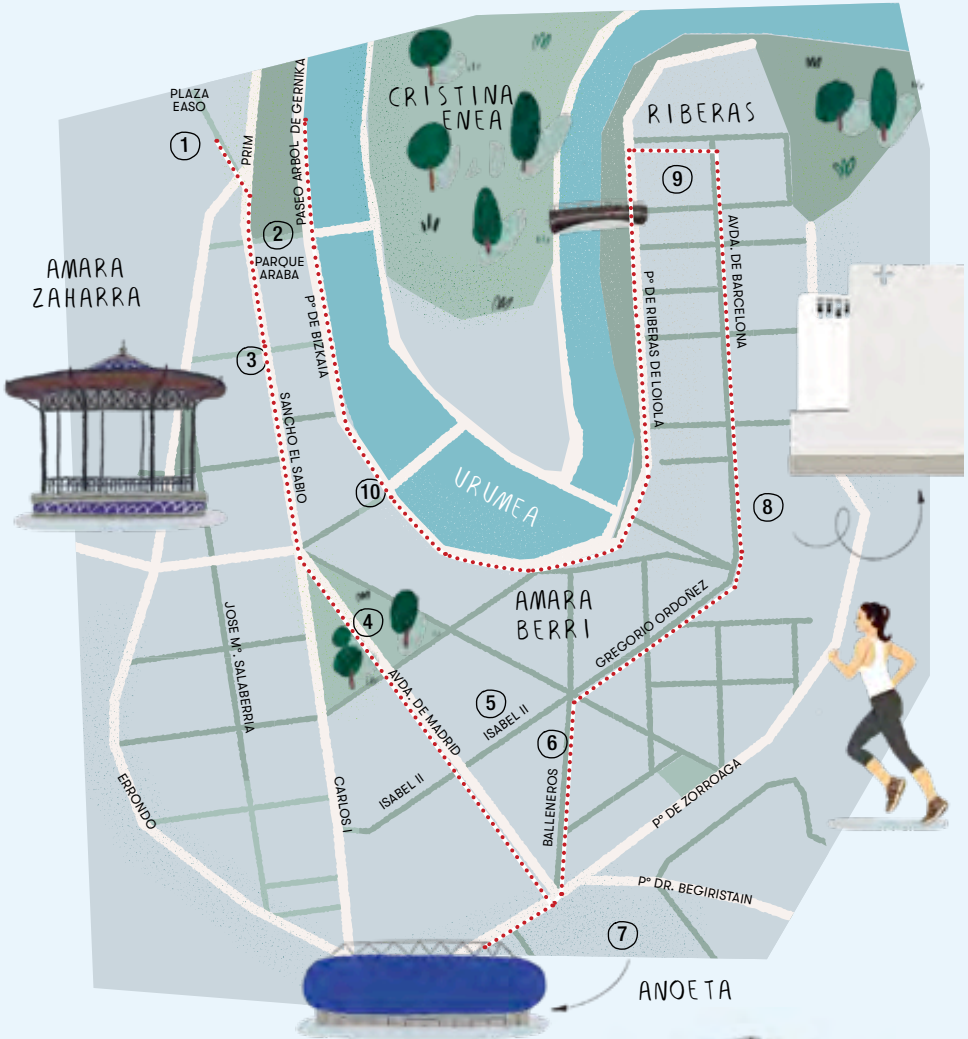 PLAZA
EASO
1
PRIM
PASEO ARBOL DE GERNIKA
CRISTINA
ENEA
RIBERAS
9
2
PARQUE
ARABA
AMARA
ZAHARRA
Pº DE BIZKAIA
Pº DE RIBERAS DE LOIOLA
AVDA. DE BARCELONA
3
SANCHO EL SABIO
10
URUMEA
8
AMARA
BERRI
GREGORIO ORDOÑEZ
JOSE Mª. SALABERRIA
4
AVDA. DE MADRID
5
ISABEL II
6
BALLENEROS
ISABEL II
ERRONDO
CARLOS I
Pº DE ZORROAGA
Pº DR. BEGIRISTAIN
7
ANOETA